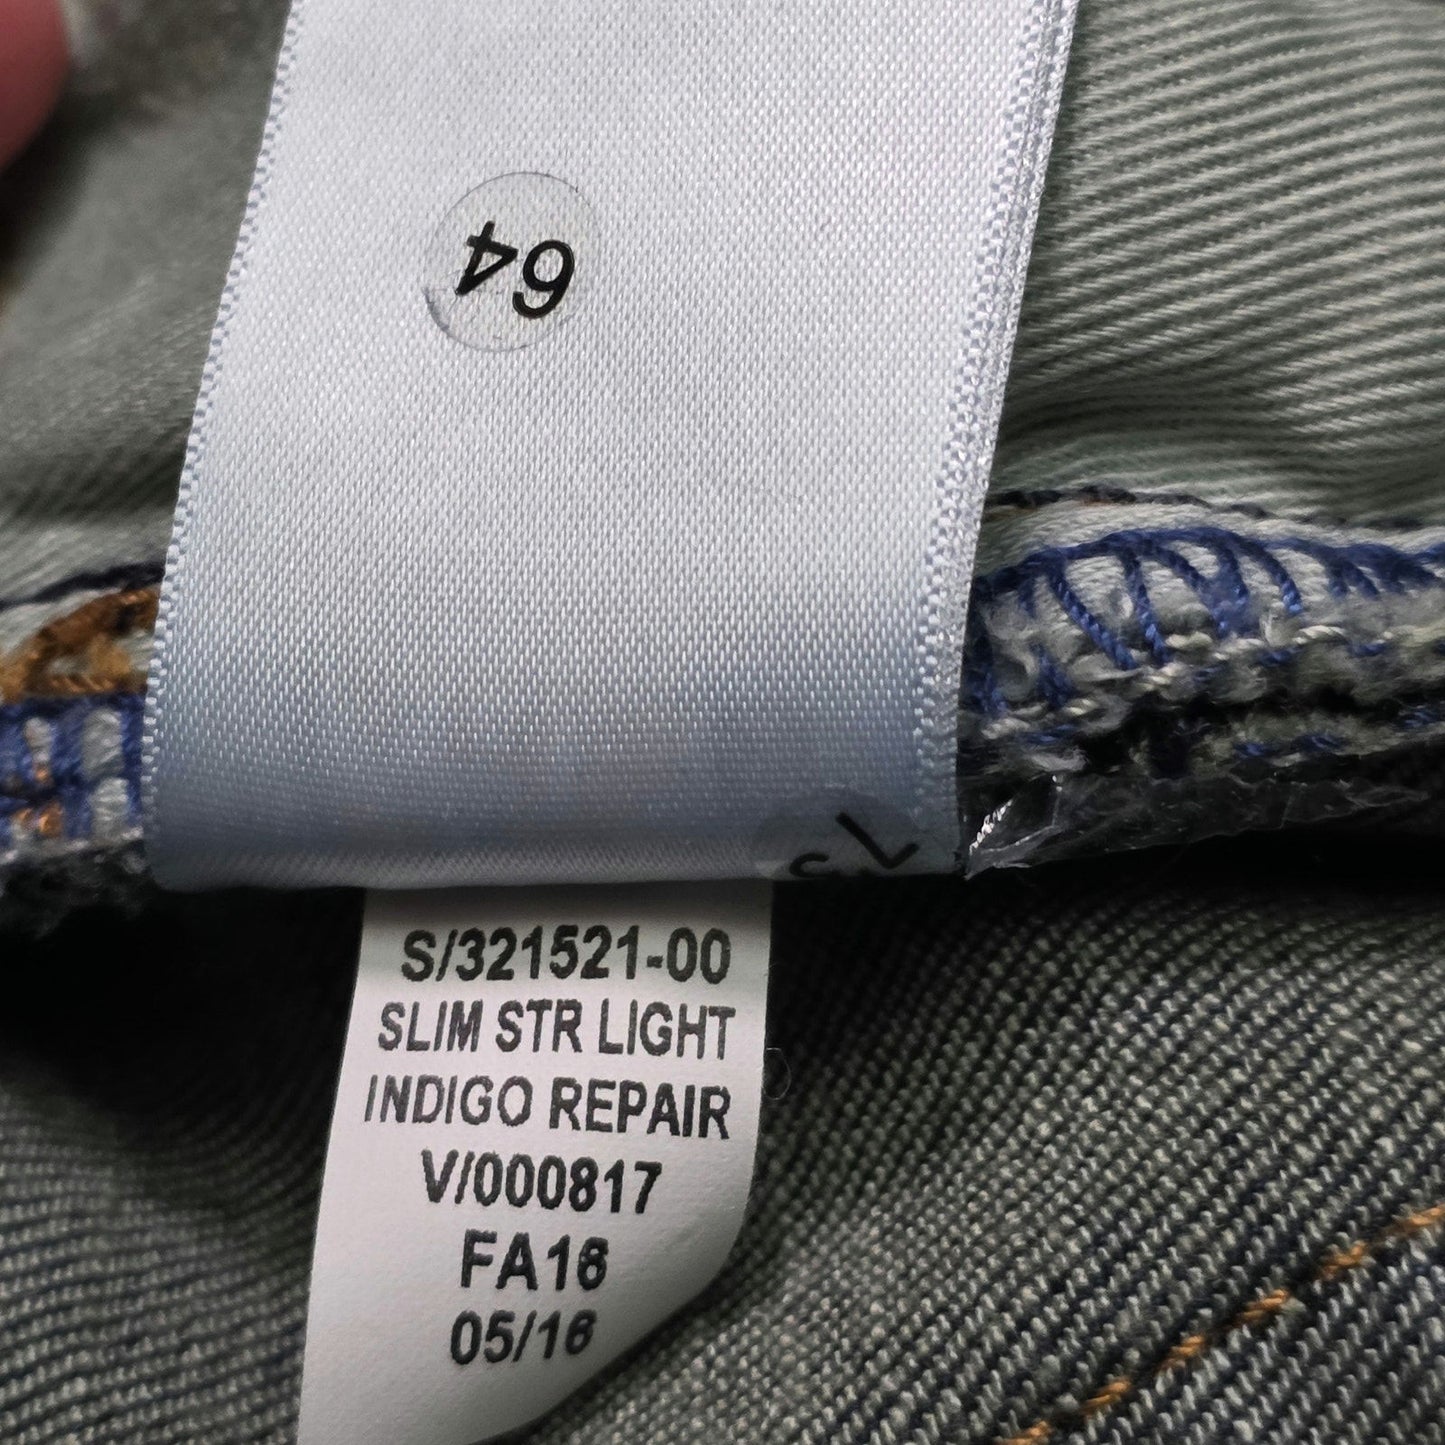 64
S/321521-00
SLIM STR LIGHT
INDIGO REPAIR
V/000817
FA16
05/16